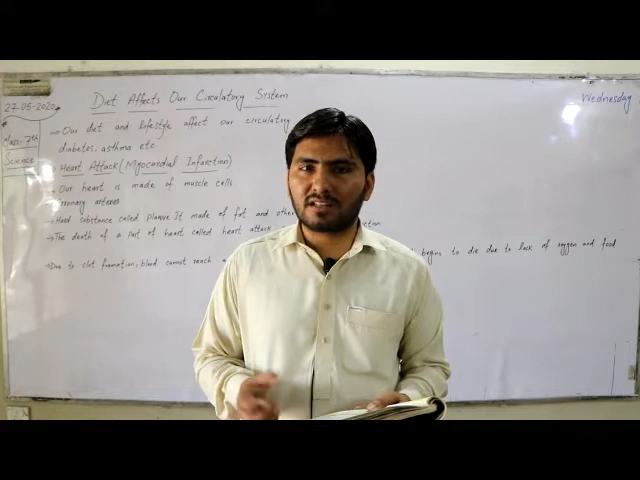 27-05-2020
Class: 7th
Science
Diet Affects Our Circulatory System
Wednesday
→ Our diet and lifestyle affect our circulatory
diabetes, asthma etc
Heart Attack (Myocardial Infarction)
→ Our heart is made of muscle cells
Coronary arteries
→ Hard substance called plaque. It made of fat and other
→ The death of a part of heart called heart attack
begins to die due to lack of oxygen and food
→ Due to clot formation, blood cannot reach